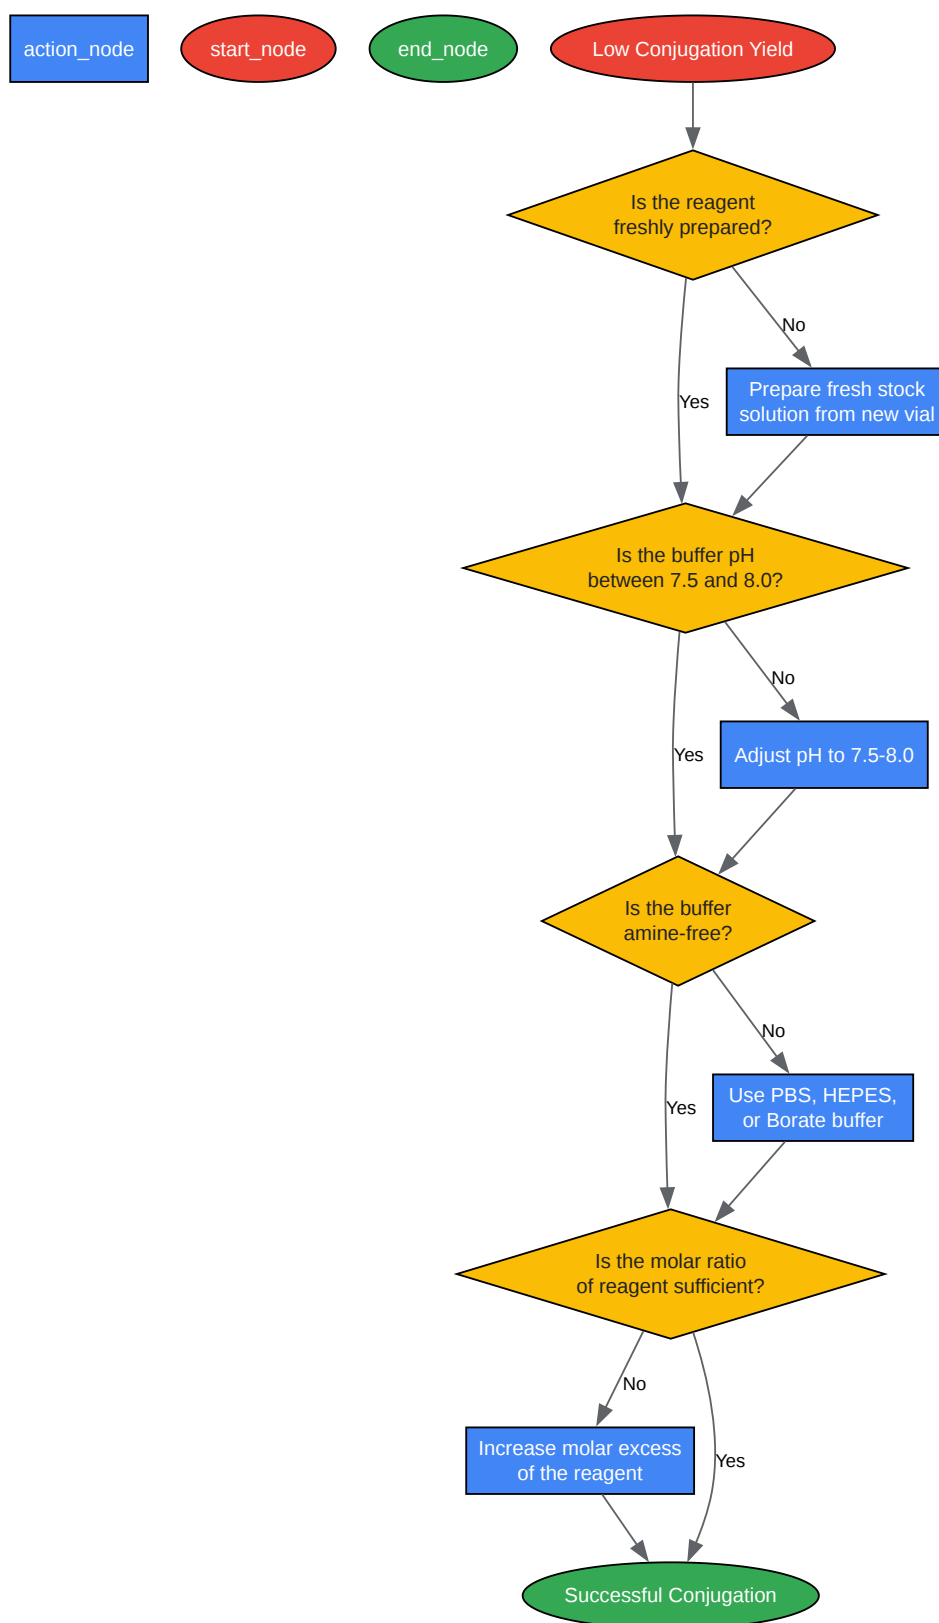 action_node
start_node
end_node
Low Conjugation Yield
Is the reagent
freshly prepared?
No
Yes
Prepare fresh stock
solution from new vial
Is the buffer pH
between 7.5 and 8.0?
No
Yes
Adjust pH to 7.5-8.0
Is the buffer
amine-free?
No
Yes
Use PBS, HEPES,
or Borate buffer
Is the molar ratio
of reagent sufficient?
No
Increase molar excess
of the reagent
Yes
Successful Conjugation